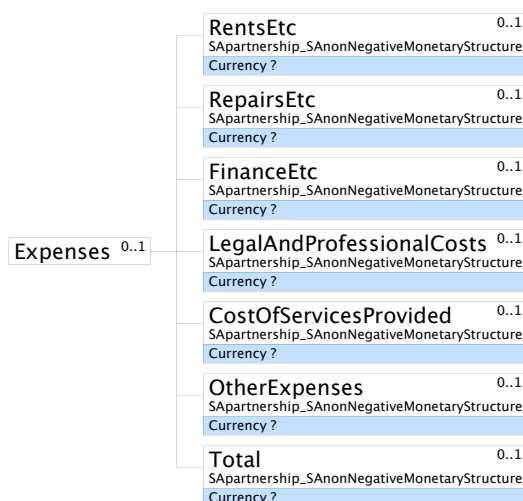 RentsEtc 0..1
SApartnership_SAnonNegativeMonetaryStructure
Currency ?
RepairsEtc 0..1
SApartnership_SAnonNegativeMonetaryStructure
Currency ?
FinanceEtc 0..1
SApartnership_SAnonNegativeMonetaryStructure
Currency ?
Expenses 0..1
LegalAndProfessionalCosts 0..1
SApartnership_SAnonNegativeMonetaryStructure
Currency ?
CostOfServicesProvided 0..1
SApartnership_SAnonNegativeMonetaryStructure
Currency ?
OtherExpenses 0..1
SApartnership_SAnonNegativeMonetaryStructure
Currency ?
Total 0..1
SApartnership_SAnonNegativeMonetaryStructure
Currency ?